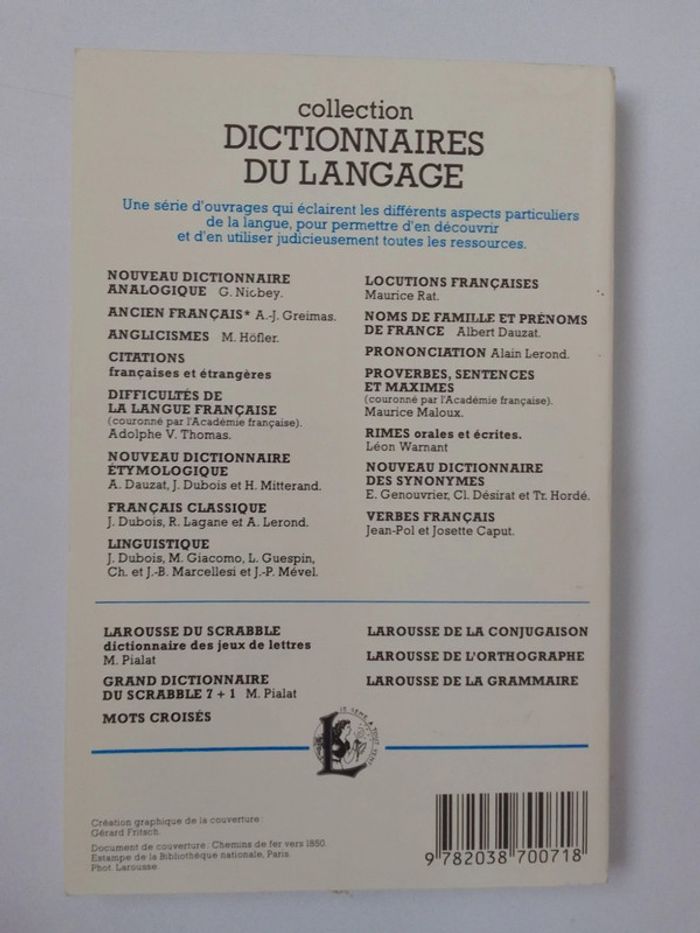 collection
DICTIONNAIRES
DU LANGAGE
Une série d'ouvrages qui éclairent les différents aspects particuliers
de la langue, pour permettre d'en découvrir
et d'en utiliser judicieusement toutes les ressources.
NOUVEAU DICTIONNAIRE
ANALOGIQUE G. Niobey.
ANCIEN FRANÇAIS* A.-J. Greimas.
ANGLICISMES M. Höfler.
CITATIONS
françaises et étrangères
DIFFICULTÉS DE
LA LANGUE FRANÇAISE
(couronné par l'Académie française).
Adolphe V. Thomas.
NOUVEAU DICTIONNAIRE
ÉTYMOLOGIQUE
A. Dauzat, J. Dubois et H. Mitterand.
FRANÇAIS CLASSIQUE
J. Dubois, R. Lagane et A. Lerond.
LINGUISTIQUE
J. Dubois, M. Giacomo, L. Guespin,
Ch. et J.-B. Marcellesi et J.-P. Mével.
LOCUTIONS FRANÇAISES
Maurice Rat.
NOMS DE FAMILLE ET PRÉNOMS
DE FRANCE Albert Dauzat.
PRONONCIATION Alain Lerond.
PROVERBES, SENTENCES
ET MAXIMES
(couronné par l'Académie française).
Maurice Maloux.
RIMES orales et écrites.
Léon Warnant
NOUVEAU DICTIONNAIRE
DES SYNONYMES
E. Genouvrier, Cl. Désirat et Tr. Hordé.
VERBES FRANÇAIS
Jean-Pol et Josette Caput.
LAROUSSE DU SCRABBLE
dictionnaire des jeux de lettres
M. Pialat
GRAND DICTIONNAIRE
DU SCRABBLE 7 + 1 M. Pialat
MOTS CROISÉS
LAROUSSE DE LA CONJUGAISON
LAROUSSE DE L'ORTHOGRAPHE
LAROUSSE DE LA GRAMMAIRE
JE SÈME À TOUT VENT
L
Création graphique de la couverture :
Gérard Fritsch.
Document de couverture : Chemins de fer vers 1850.
Estampe de la Bibliothèque nationale, Paris.
Phot. Larousse.
9 782038 700718